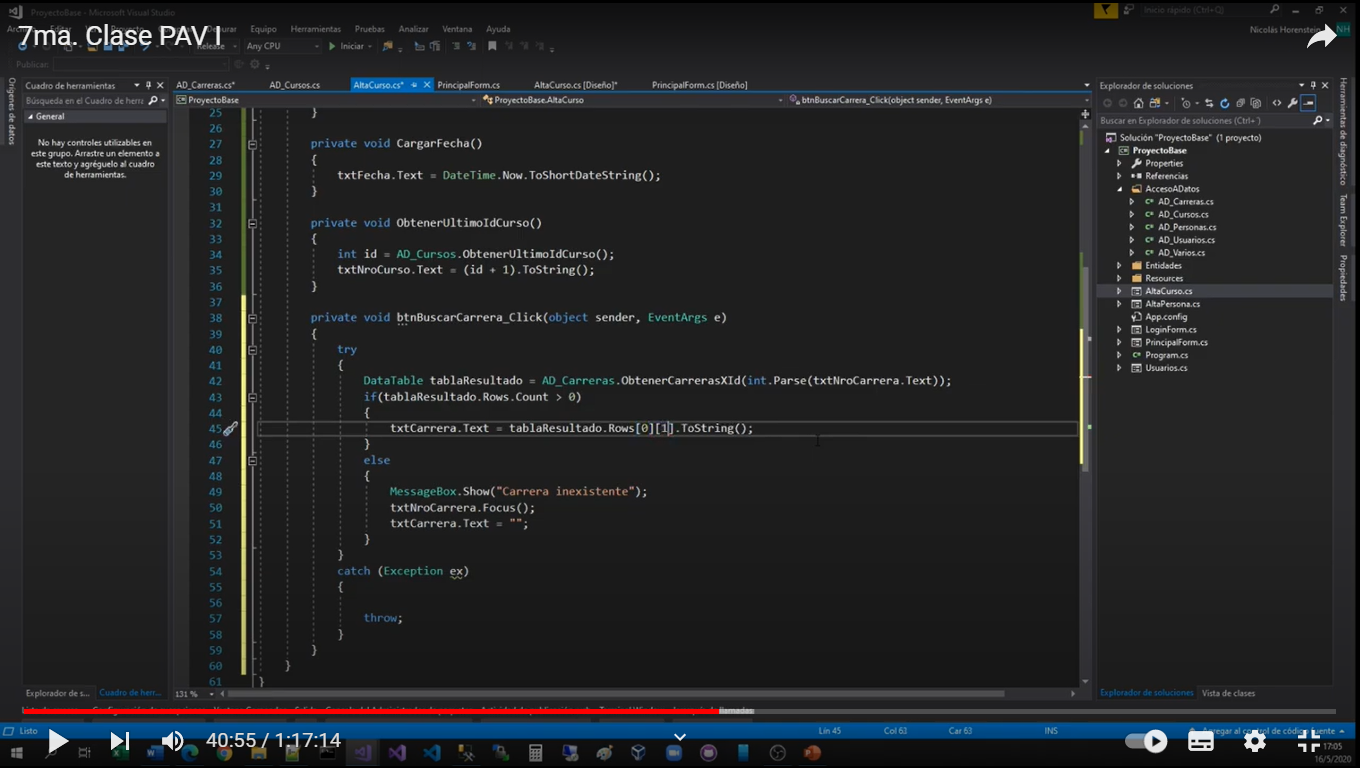 ProyectoBase - Microsoft Visual Studio
7ma. Clase PAV I
Inicio rápido (Ctrl+Q)
Depurar Equipo Herramientas Pruebas Analizar Ventana Ayuda
Nicolás Horenstein NH
Release Any CPU Iniciar
Publicar:
Orígenes de datos
Cuadro de herramientas
Búsqueda en el Cuadro de herra
General
No hay controles utilizables en
este grupo. Arrastre un elemento a
este texto y agréguelo al cuadro
de herramientas.
Explorador de s... Cuadro de herr...
AD_Carreras.cs* AD_Cursos.cs AltaCurso.cs* PrincipalForm.cs AltaCurso.cs [Diseño]* PrincipalForm.cs [Diseño]
ProyectoBase ProyectoBase.AltaCurso btnBuscarCarrera_Click(object sender, EventArgs e)
25 }
26
27 private void CargarFecha()
28 {
29 txtFecha.Text = DateTime.Now.ToShortDateString();
30 }
31
32 private void ObtenerUltimoIdCurso()
33 {
34 int id = AD_Cursos.ObtenerUltimoIdCurso();
35 txtNroCurso.Text = (id + 1).ToString();
36 }
37
38 private void btnBuscarCarrera_Click(object sender, EventArgs e)
39 {
40 try
41 {
42 DataTable tablaResultado = AD_Carreras.ObtenerCarrerasXId(int.Parse(txtNroCarrera.Text));
43 if(tablaResultado.Rows.Count > 0)
44 {
45 txtCarrera.Text = tablaResultado.Rows[0][1].ToString();
46 }
47 else
48 {
49 MessageBox.Show("Carrera inexistente");
50 txtNroCarrera.Focus();
51 txtCarrera.Text = "";
52 }
53 }
54 catch (Exception ex)
55 {
56
57 throw;
58 }
59 }
60 }
61 }
131 %
Explorador de soluciones
Buscar en Explorador de soluciones (Ctrl+´)
Solución "ProyectoBase" (1 proyecto)
ProyectoBase
Properties
Referencias
AccesoADatos
AD_Carreras.cs
AD_Cursos.cs
AD_Personas.cs
AD_Usuarios.cs
AD_Varios.cs
Entidades
Resources
AltaCurso.cs
AltaPersona.cs
App.config
LoginForm.cs
PrincipalForm.cs
Program.cs
Usuarios.cs
Explorador de soluciones Vista de clases
Herramientas de diagnóstico
Team Explorer
Propiedades
Listo Lín 45 Col 63 Car 63 INS Agregar al control de código fuente
40:55 / 1:17:14
17:05
16/5/2020